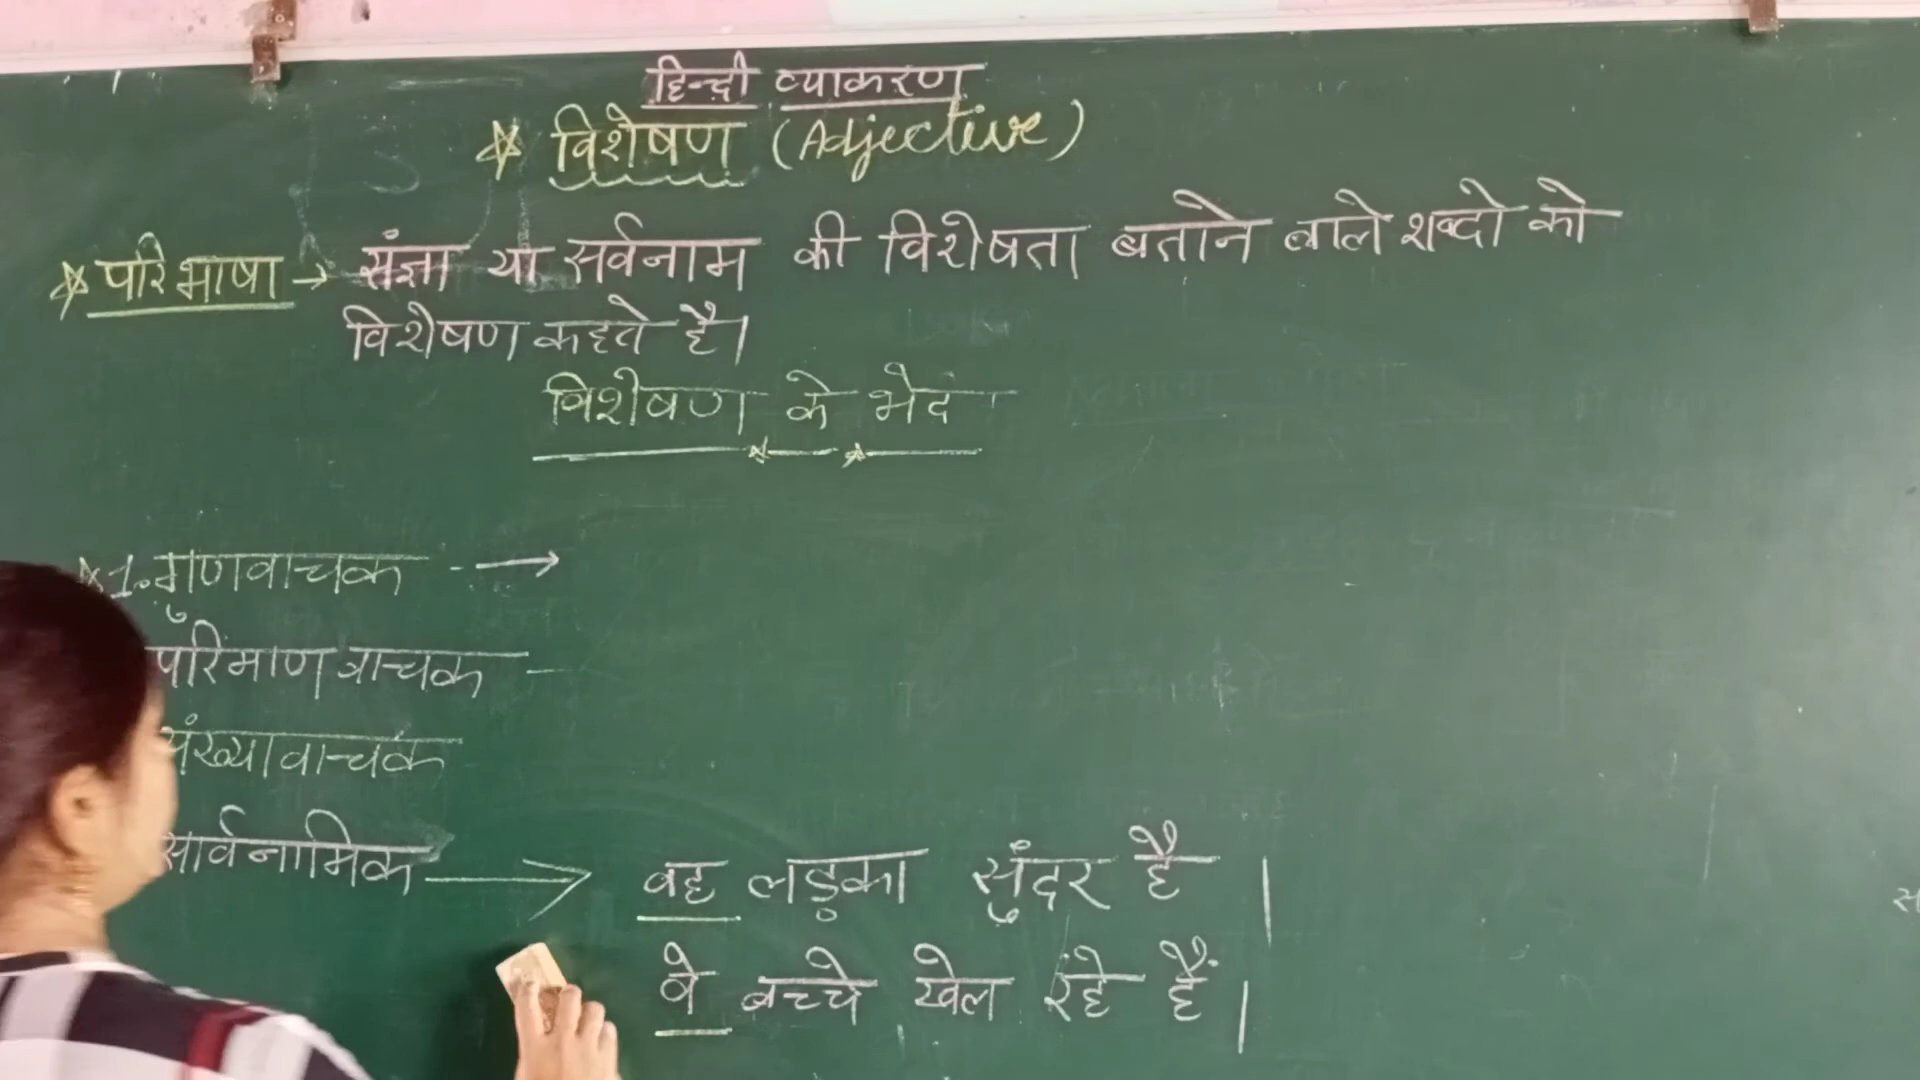 हिन्दी व्याकरण
विशेषण (Adjective)
परिभाषा → संज्ञा या सर्वनाम की विशेषता बताने वाले शब्दो को
विशेषण कहते है।
विशेषण के भेद
1. गुणवाचक →
परिमाण वाचक -
संख्यावाचक
सार्वनामिक → वह लड़का सुंदर है ।
वे बच्चे खेल रहे हैं ।